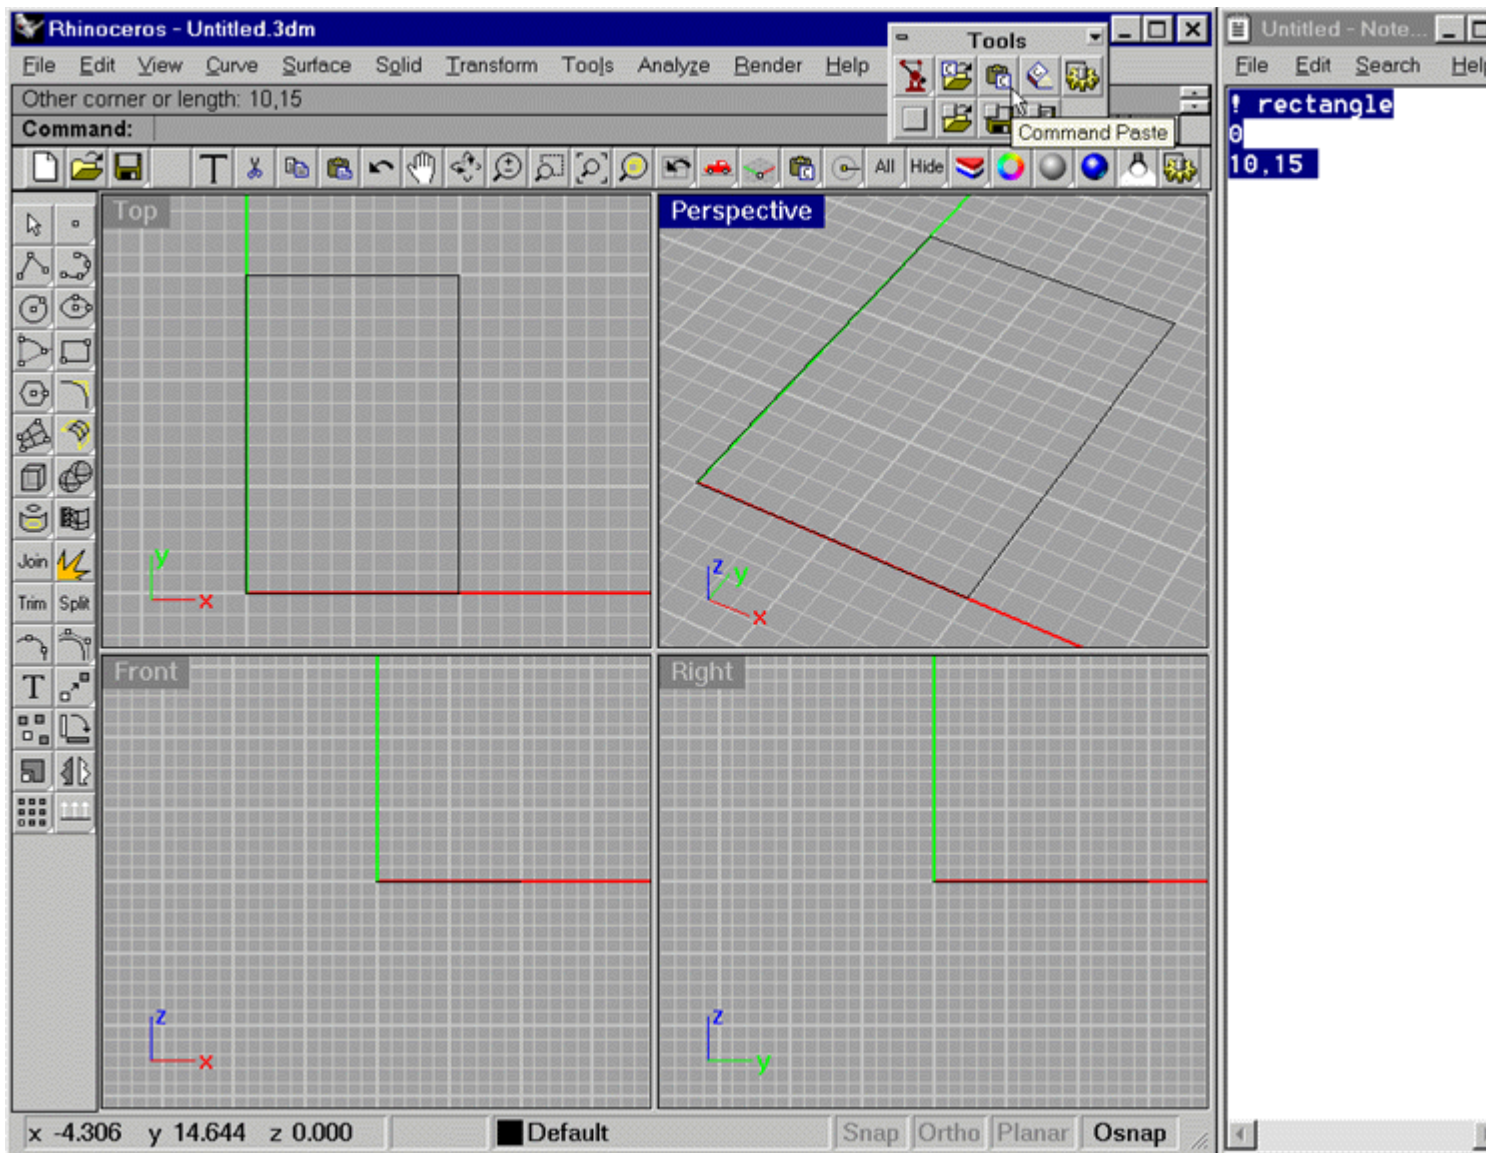 Rhinoceros - Untitled.3dm
File Edit View Curve Surface Solid Transform Tools Analyze Render Help
Other corner or length: 10,15
Command:
Tools
Command Paste
T All Hide
Top
y
x
Perspective
z
y
x
Join
Trim Split
T
Front
z
x
Right
z
y
x -4.306 y 14.644 z 0.000 Default Snap Ortho Planar Osnap
Untitled - Note...
File Edit Search Help
! rectangle
0
10,15